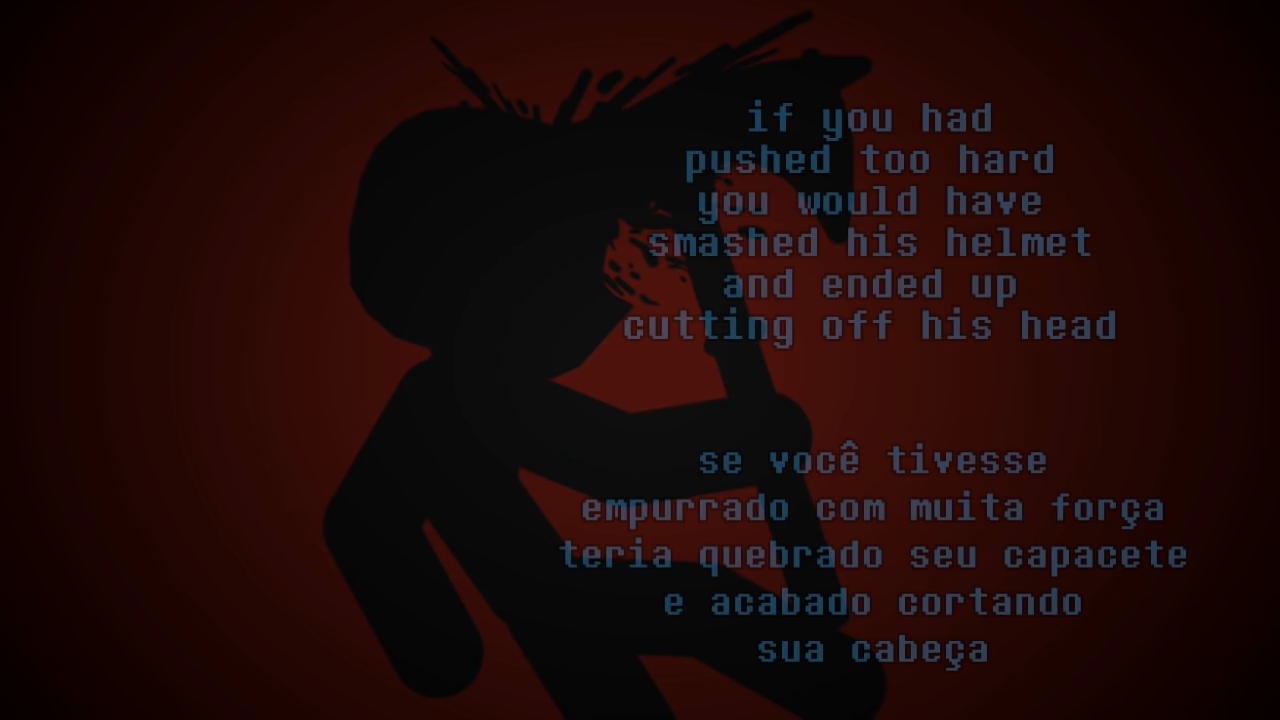 if you had
pushed too hard
you would have
smashed his helmet
and ended up
cutting off his head
se você tivesse
empurrado com muita força
teria quebrado seu capacete
e acabado cortando
sua cabeça